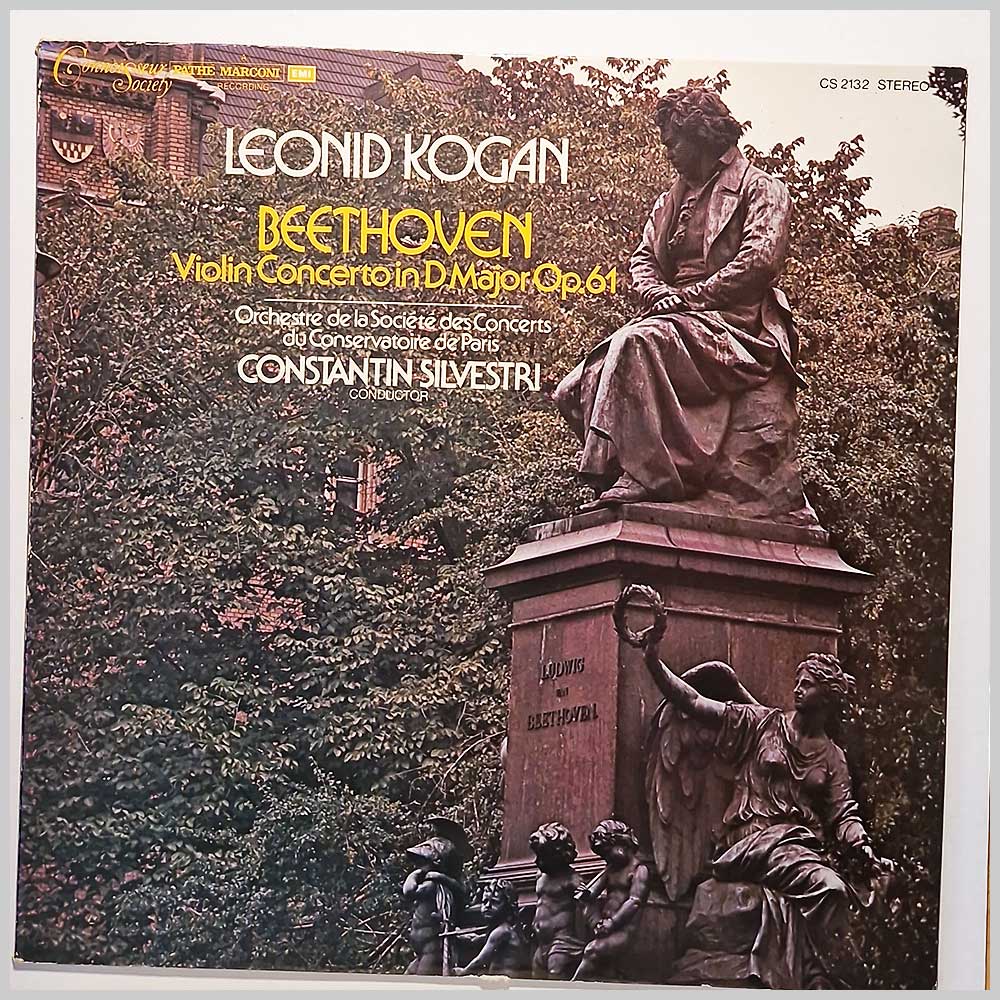 Connoisseur Society
A
PATHÉ MARCONI EMI
RECORDING
CS 2132 STEREO
LEONID KOGAN
BEETHOVEN
Violin Concerto in D Major Op. 61
Orchestre de la Société des Concerts
du Conservatoire de Paris
CONSTANTIN SILVESTRI
CONDUCTOR
LUDWIG
VAN
BEETHOVEN